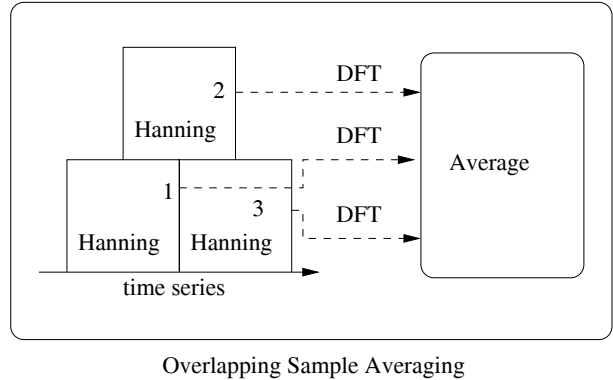 DFT
2
Hanning
DFT
Average
1
3
DFT
Hanning
Hanning
time series
Overlapping Sample Averaging